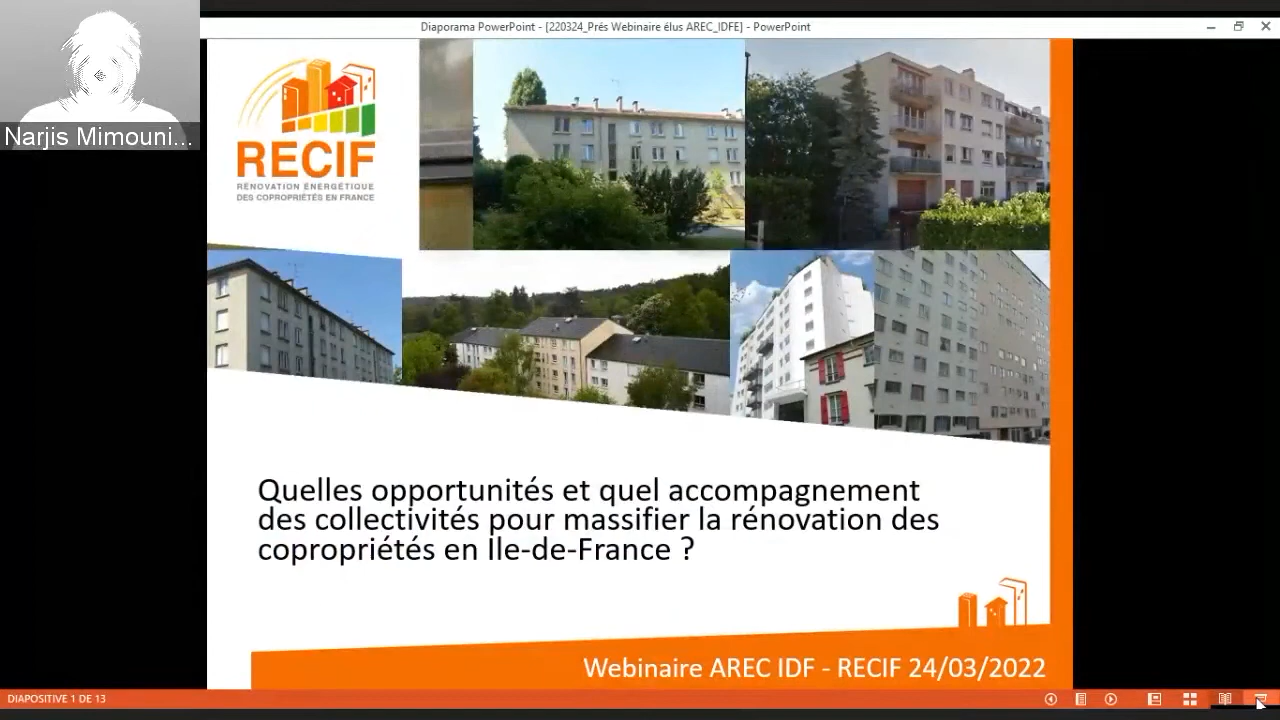 Diaporama PowerPoint - [220324_Prés Webinaire élus AREC_IDFE] - PowerPoint
Narjis Mimouni...
RECIF
RÉNOVATION ÉNERGÉTIQUE
DES COPROPRIÉTÉS EN FRANCE
Quelles opportunités et quel accompagnement
des collectivités pour massifier la rénovation des
copropriétés en Ile-de-France ?
Webinaire AREC IDF - RECIF 24/03/2022
DIAPOSITIVE 1 DE 13